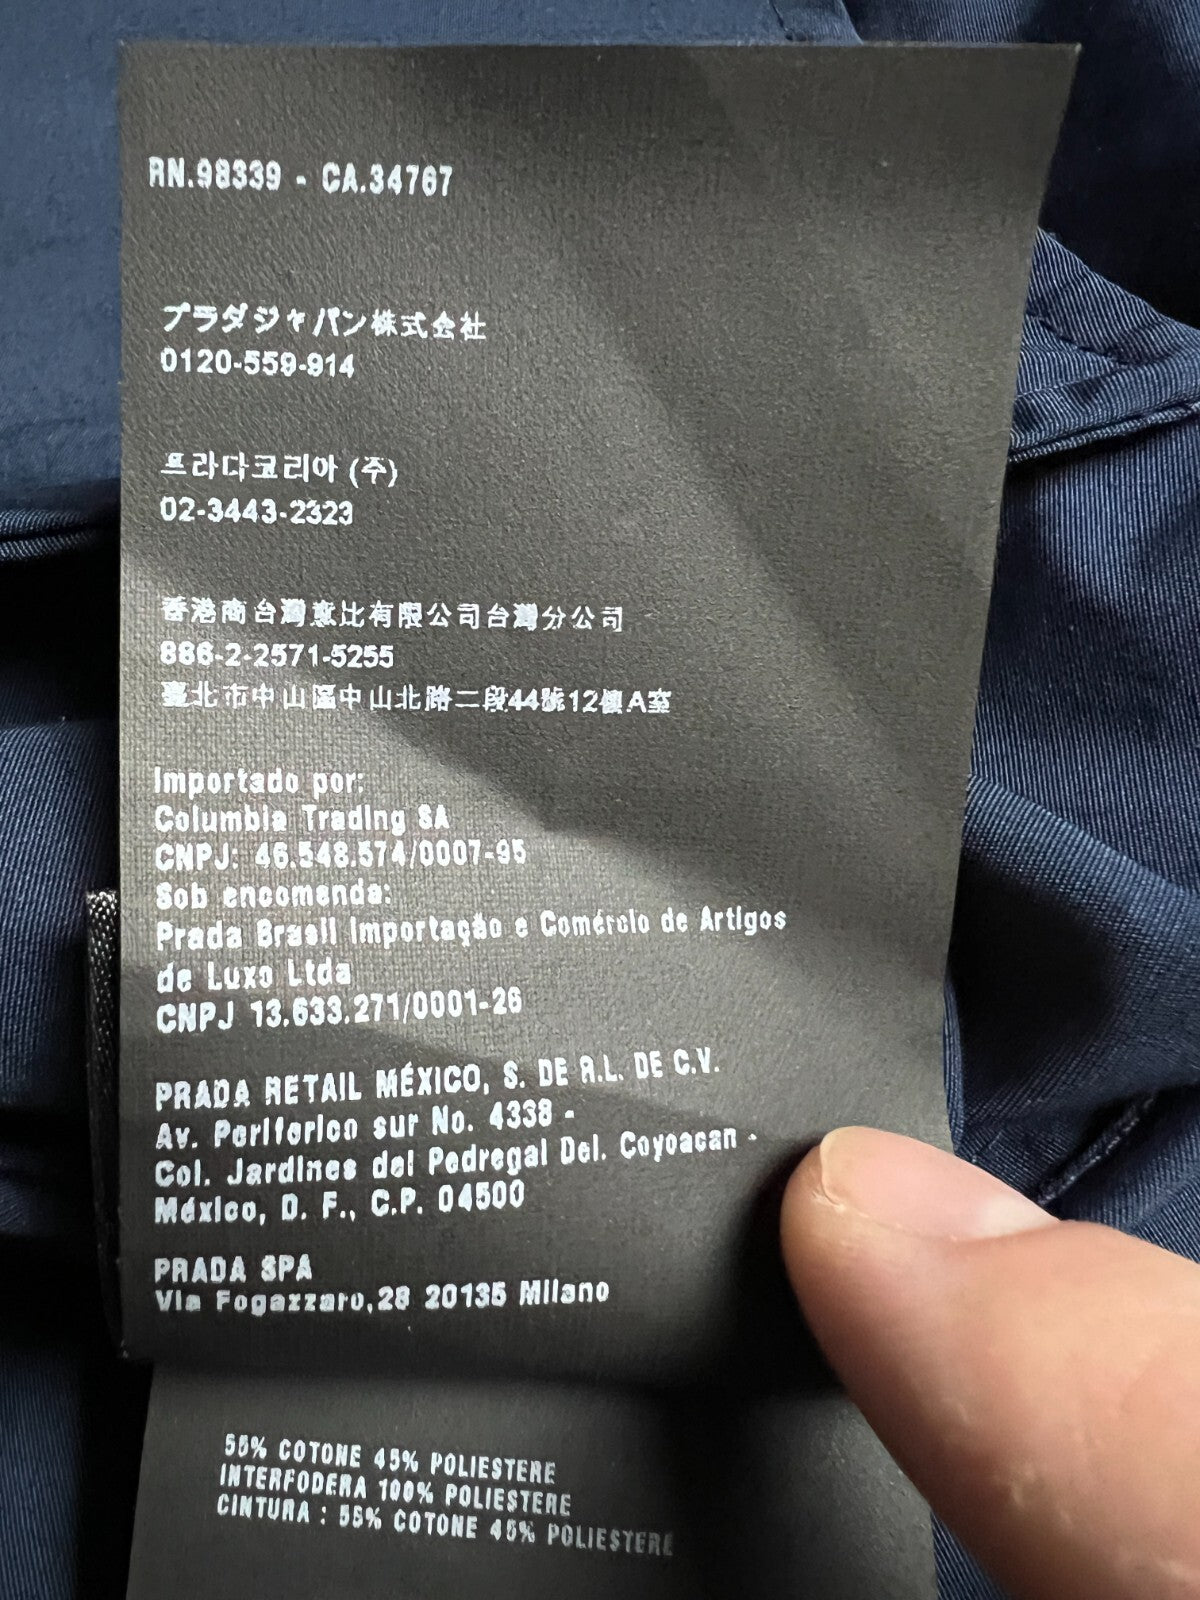 RN.98339 - CA.34767
プラダジャパン株式会社
0120-559-914
프라다코리아 (주)
02-3443-2323
香港商台灣意比有限公司台灣分公司
886-2-2571-5255
臺北市中山區中山北路二段44號12樓A室
Importado por:
Columbia Trading SA
CNPJ: 46.548.574/0007-95
Sob encomenda:
Prada Brasil Importação e Comércio de Artigos
de Luxo Ltda
CNPJ 13.633.271/0001-26
PRADA RETAIL MÉXICO, S. DE R.L. DE C.V.
Av. Periferico sur No. 4338 -
Col. Jardines del Pedregal Del. Coyoacan -
México, D. F., C.P. 04500
PRADA SPA
Via Fogazzaro,28 20135 Milano
55% COTONE 45% POLIESTERE
INTERFODERA 100% POLIESTERE
CINTURA : 55% COTONE 45% POLIESTERE